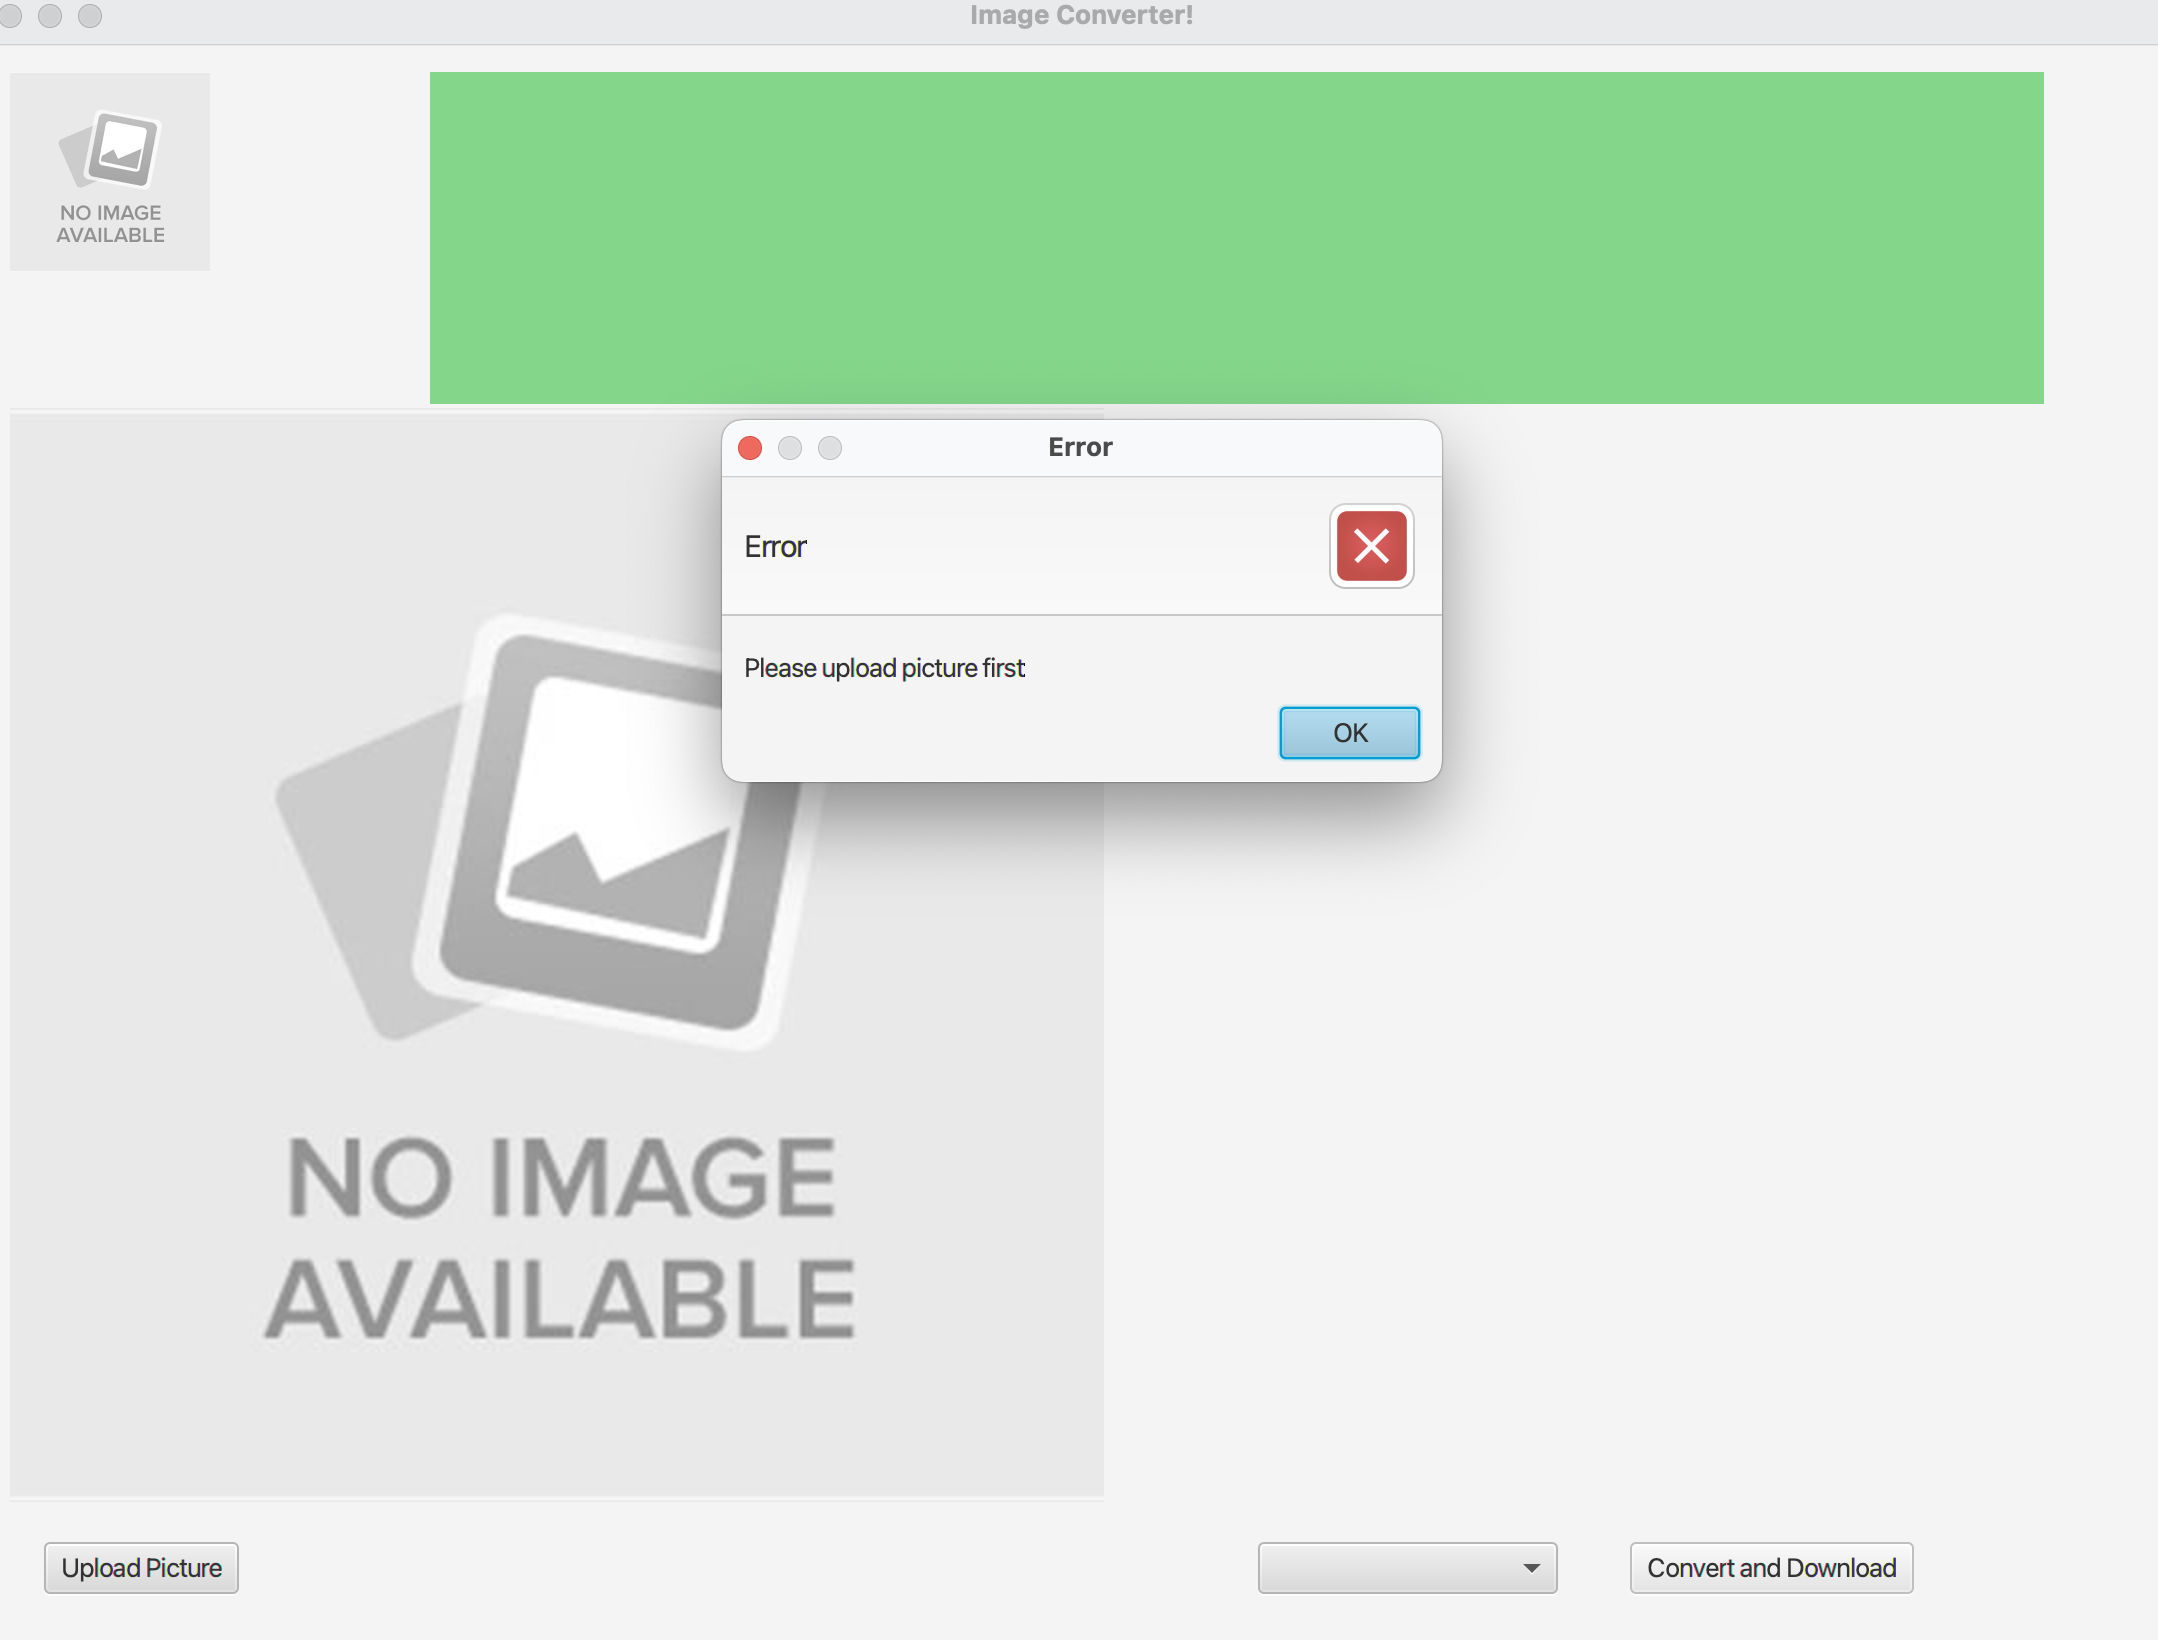 Image Converter!
NO IMAGE
AVAILABLE
Error
Error
Please upload picture first
OK
NO IMAGE
AVAILABLE
Upload Picture
Convert and Download